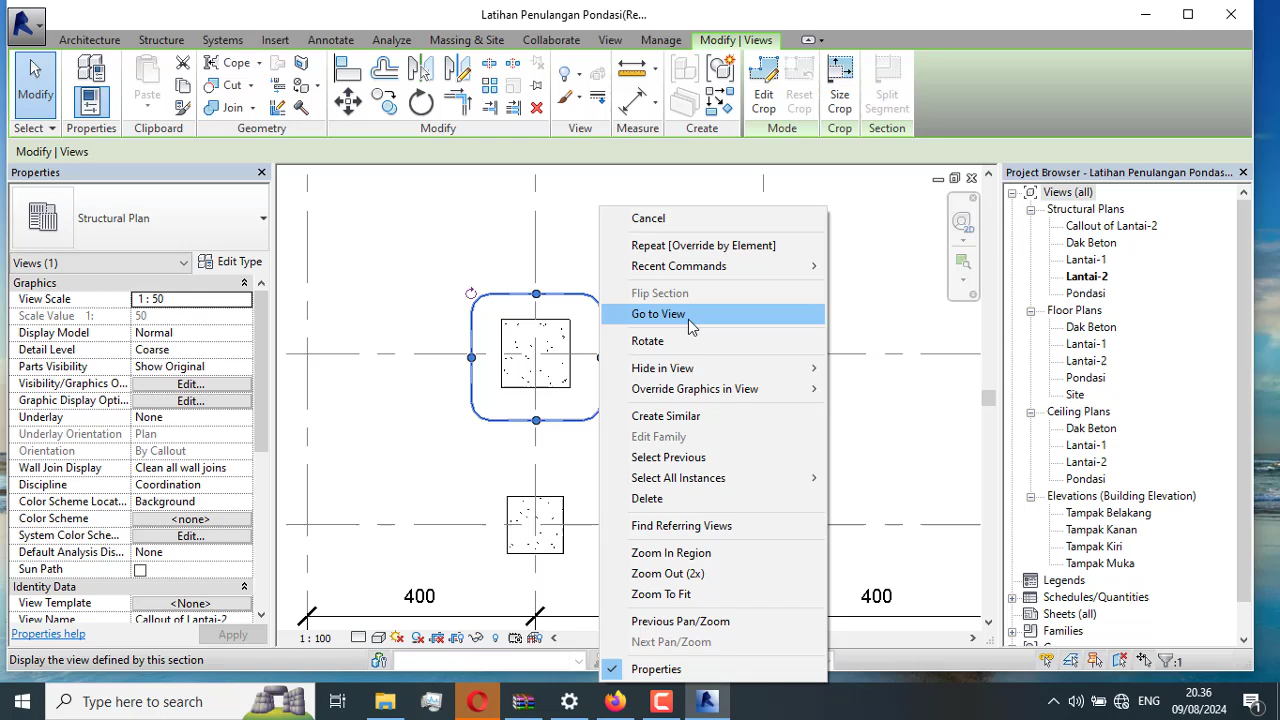 Latihan Penulangan Pondasi(Re...
Architecture Structure Systems Insert Annotate Analyze Massing & Site Collaborate View Manage Modify | Views
Modify Paste Cope Cut Join Edit Crop Reset Crop Size Crop Split Segment
Select Properties Clipboard Geometry Modify View Measure Create Mode Crop Section
Modify | Views
Properties
Structural Plan
Views (1) Edit Type
Graphics
View Scale 1 : 50
Scale Value 1: 50
Display Model Normal
Detail Level Coarse
Parts Visibility Show Original
Visibility/Graphics O... Edit...
Graphic Display Opti... Edit...
Underlay None
Underlay Orientation Plan
Orientation By Callout
Wall Join Display Clean all wall joins
Discipline Coordination
Color Scheme Locat... Background
Color Scheme <none>
System Color Sche... Edit...
Default Analysis Dis... None
Sun Path
Identity Data
View Template <None>
View Name Callout of Lantai-2
Properties help Apply
Display the view defined by this section
400
400
1 : 100
Cancel
Repeat [Override by Element]
Recent Commands
Flip Section
Go to View
Rotate
Hide in View
Override Graphics in View
Create Similar
Edit Family
Select Previous
Select All Instances
Delete
Find Referring Views
Zoom In Region
Zoom Out (2x)
Zoom To Fit
Previous Pan/Zoom
Next Pan/Zoom
Properties
2D
Project Browser - Latihan Penulangan Pondas...
Views (all)
Structural Plans
Callout of Lantai-2
Dak Beton
Lantai-1
Lantai-2
Pondasi
Floor Plans
Dak Beton
Lantai-1
Lantai-2
Pondasi
Site
Ceiling Plans
Dak Beton
Lantai-1
Lantai-2
Pondasi
Elevations (Building Elevation)
Tampak Belakang
Tampak Kanan
Tampak Kiri
Tampak Muka
Legends
Schedules/Quantities
Sheets (all)
Families
:1
Type here to search
ENG
20.36
09/08/2024
1